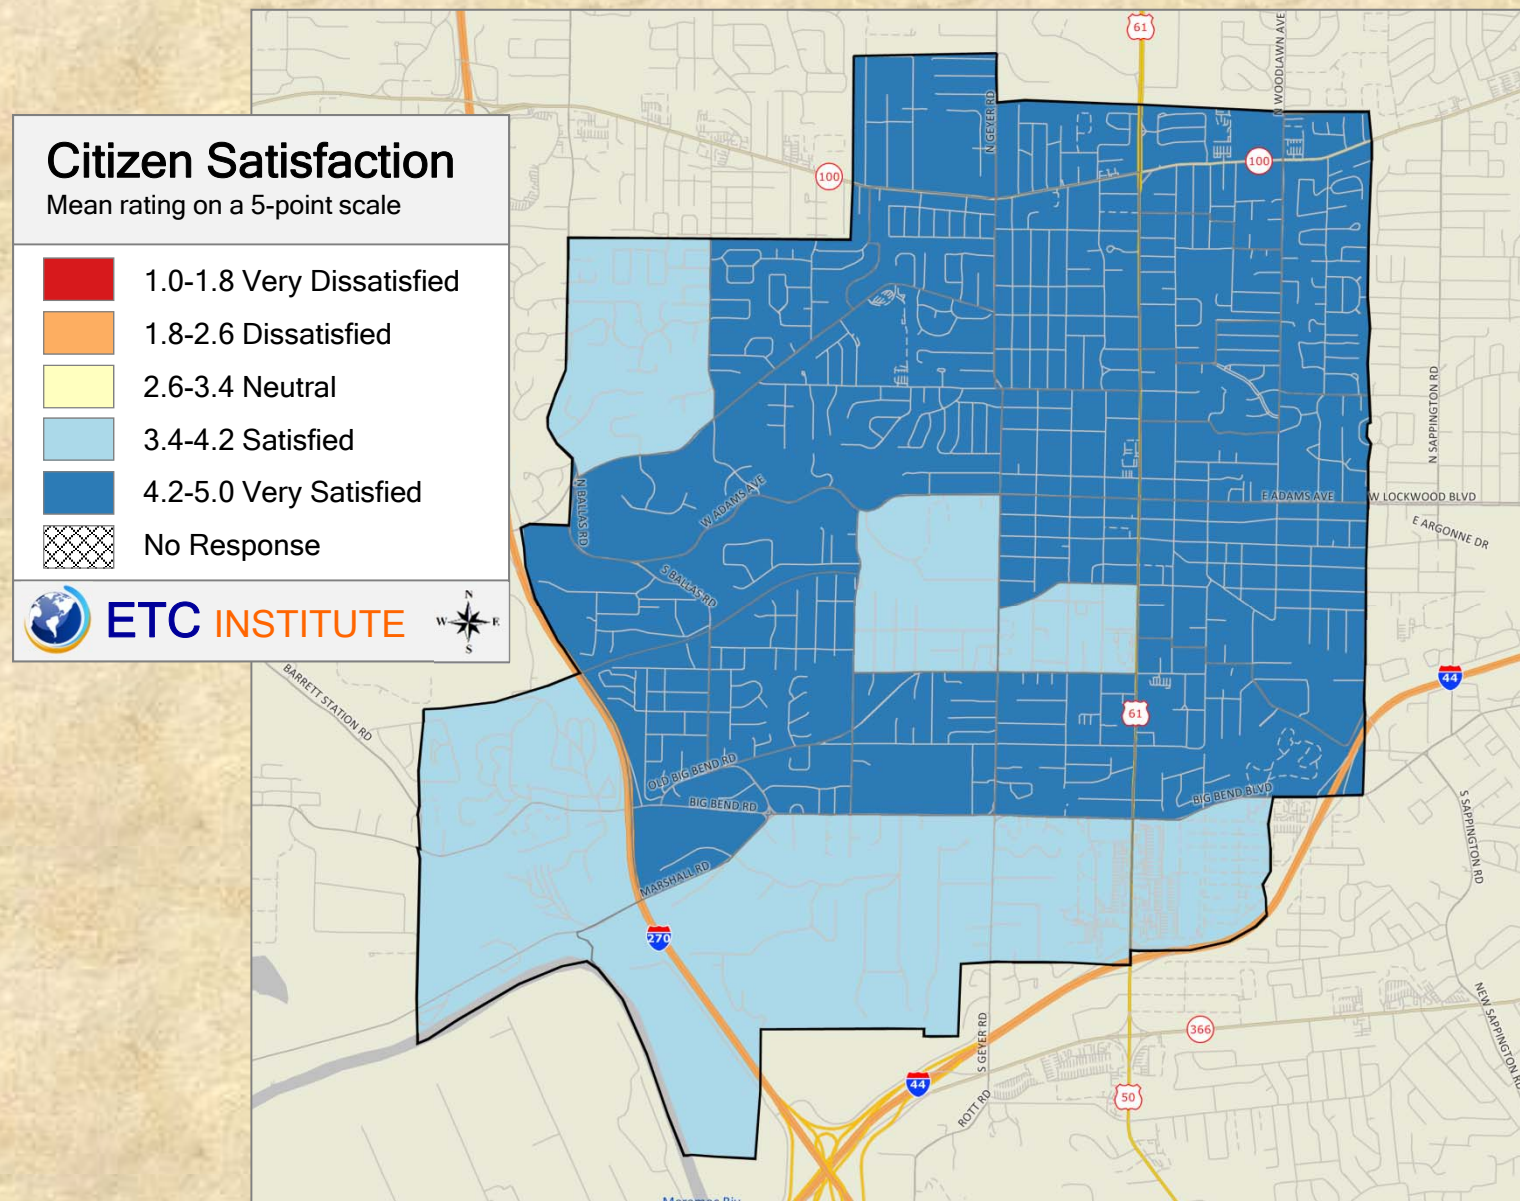 Citizen Satisfaction
Mean rating on a 5-point scale
1.0-1.8 Very Dissatisfied
1.8-2.6 Dissatisfied
2.6-3.4 Neutral
3.4-4.2 Satisfied
4.2-5.0 Very Satisfied
No Response
ETC INSTITUTE
N
W E
S
61
N WOODLAWN AVE
N GEYER RD
100
100
N SAPPINGTON RD
N BALLAS RD
W ADAMS AVE
E ADAMS AVE
W LOCKWOOD BLVD
E ARGONNE DR
S BALLAS RD
BARRETT STATION RD
44
61
OLD BIG BEND RD
BIG BEND RD
BIG BEND BLVD
S SAPPINGTON RD
MARSHALL RD
270
NEW SAPPINGTON RD
S GEYER RD
366
44
50
ROTT RD